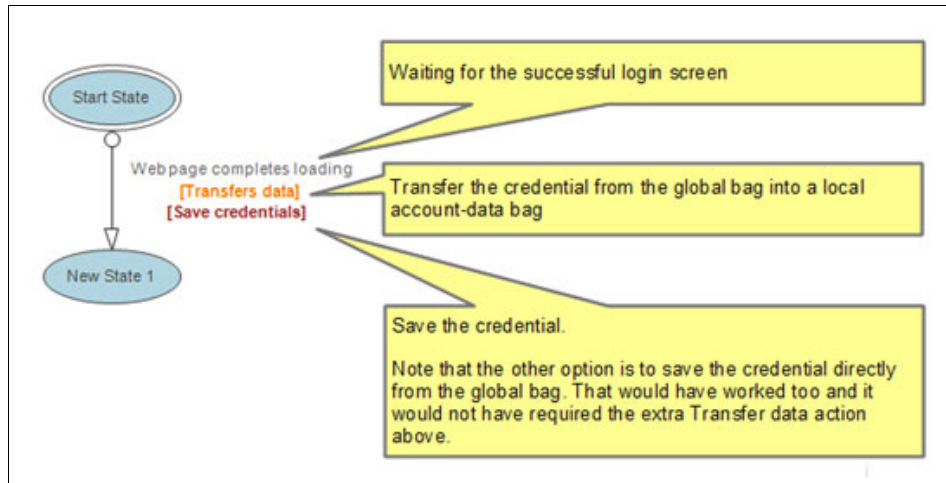 Waiting for the successful login screen
Start State
Web page completes loading
[Transfers data]
[Save credentials]
Transfer the credential from the global bag into a local
account-data bag
New State 1
Save the credential.
Note that the other option is to save the credential directly
from the global bag. That would have worked too and it
would not have required the extra Transfer data action
above.